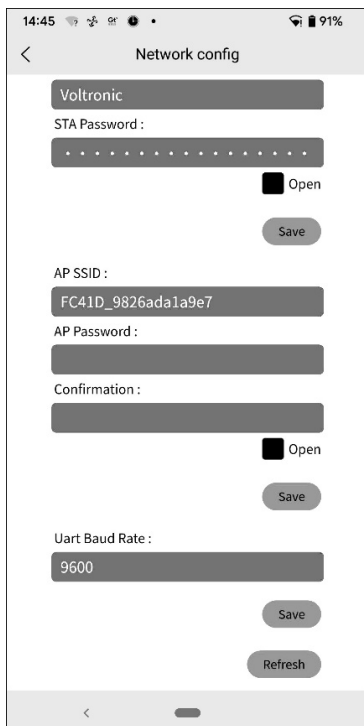 14:45 91%
Network config
Voltronic
STA Password :
Open
Save
AP SSID :
FC41D_9826ada1a9e7
AP Password :
Confirmation :
Open
Save
Uart Baud Rate :
9600
Save
Refresh